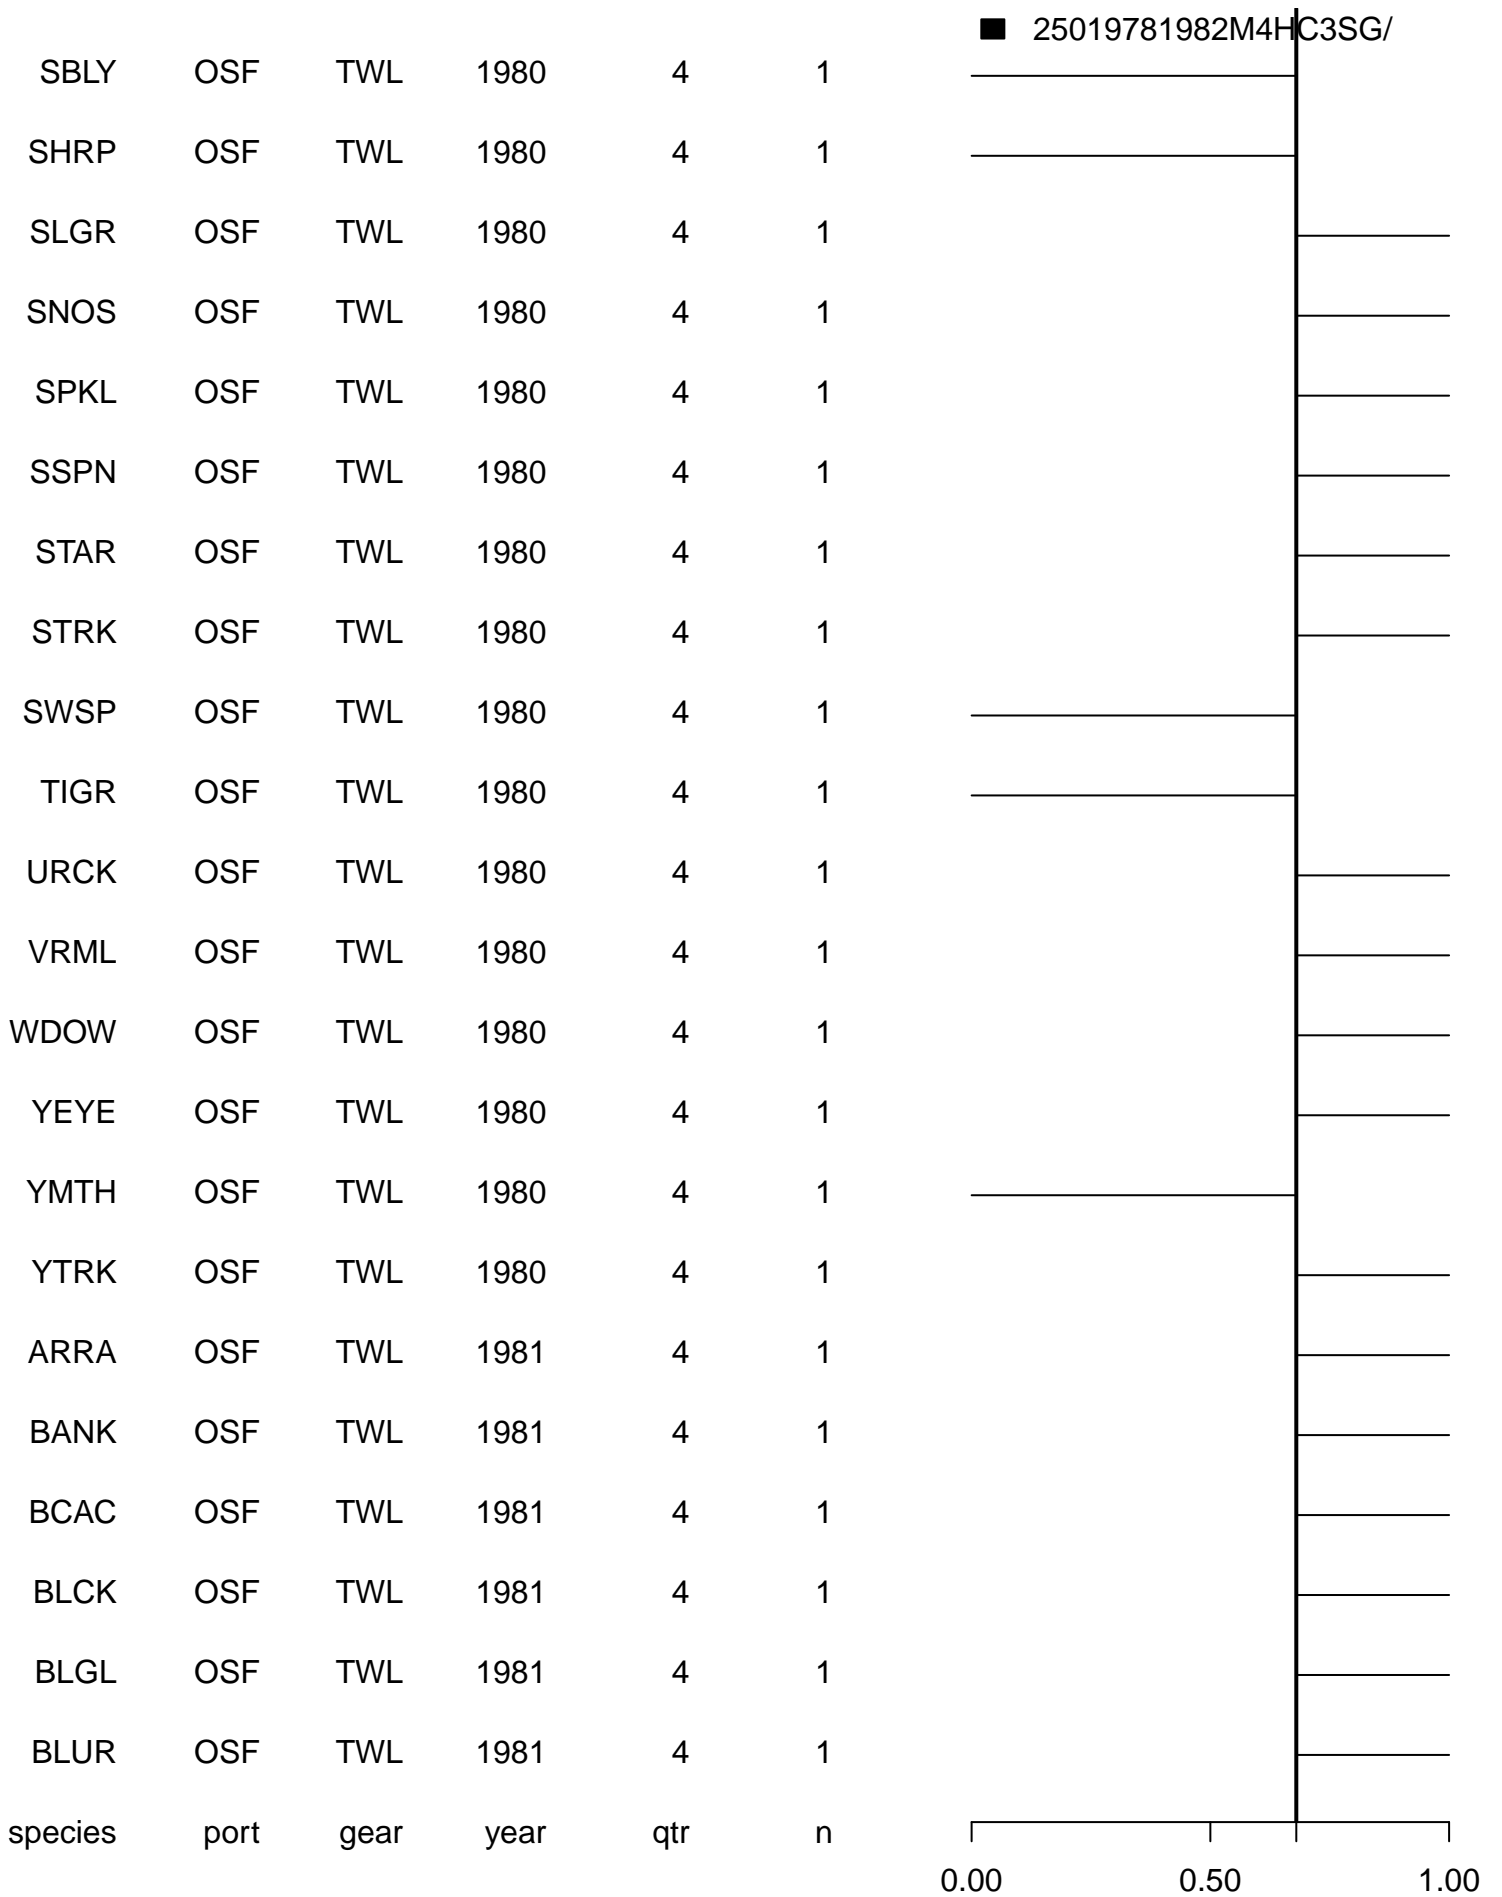 25019781982M4HC3SG/
SBLY OSF TWL 1980 4 1
SHRP OSF TWL 1980 4 1
SLGR OSF TWL 1980 4 1
SNOS OSF TWL 1980 4 1
SPKL OSF TWL 1980 4 1
SSPN OSF TWL 1980 4 1
STAR OSF TWL 1980 4 1
STRK OSF TWL 1980 4 1
SWSP OSF TWL 1980 4 1
TIGR OSF TWL 1980 4 1
URCK OSF TWL 1980 4 1
VRML OSF TWL 1980 4 1
WDOW OSF TWL 1980 4 1
YEYE OSF TWL 1980 4 1
YMTH OSF TWL 1980 4 1
YTRK OSF TWL 1980 4 1
ARRA OSF TWL 1981 4 1
BANK OSF TWL 1981 4 1
BCAC OSF TWL 1981 4 1
BLCK OSF TWL 1981 4 1
BLGL OSF TWL 1981 4 1
BLUR OSF TWL 1981 4 1
species port gear year qtr n
0.00 0.50 1.00